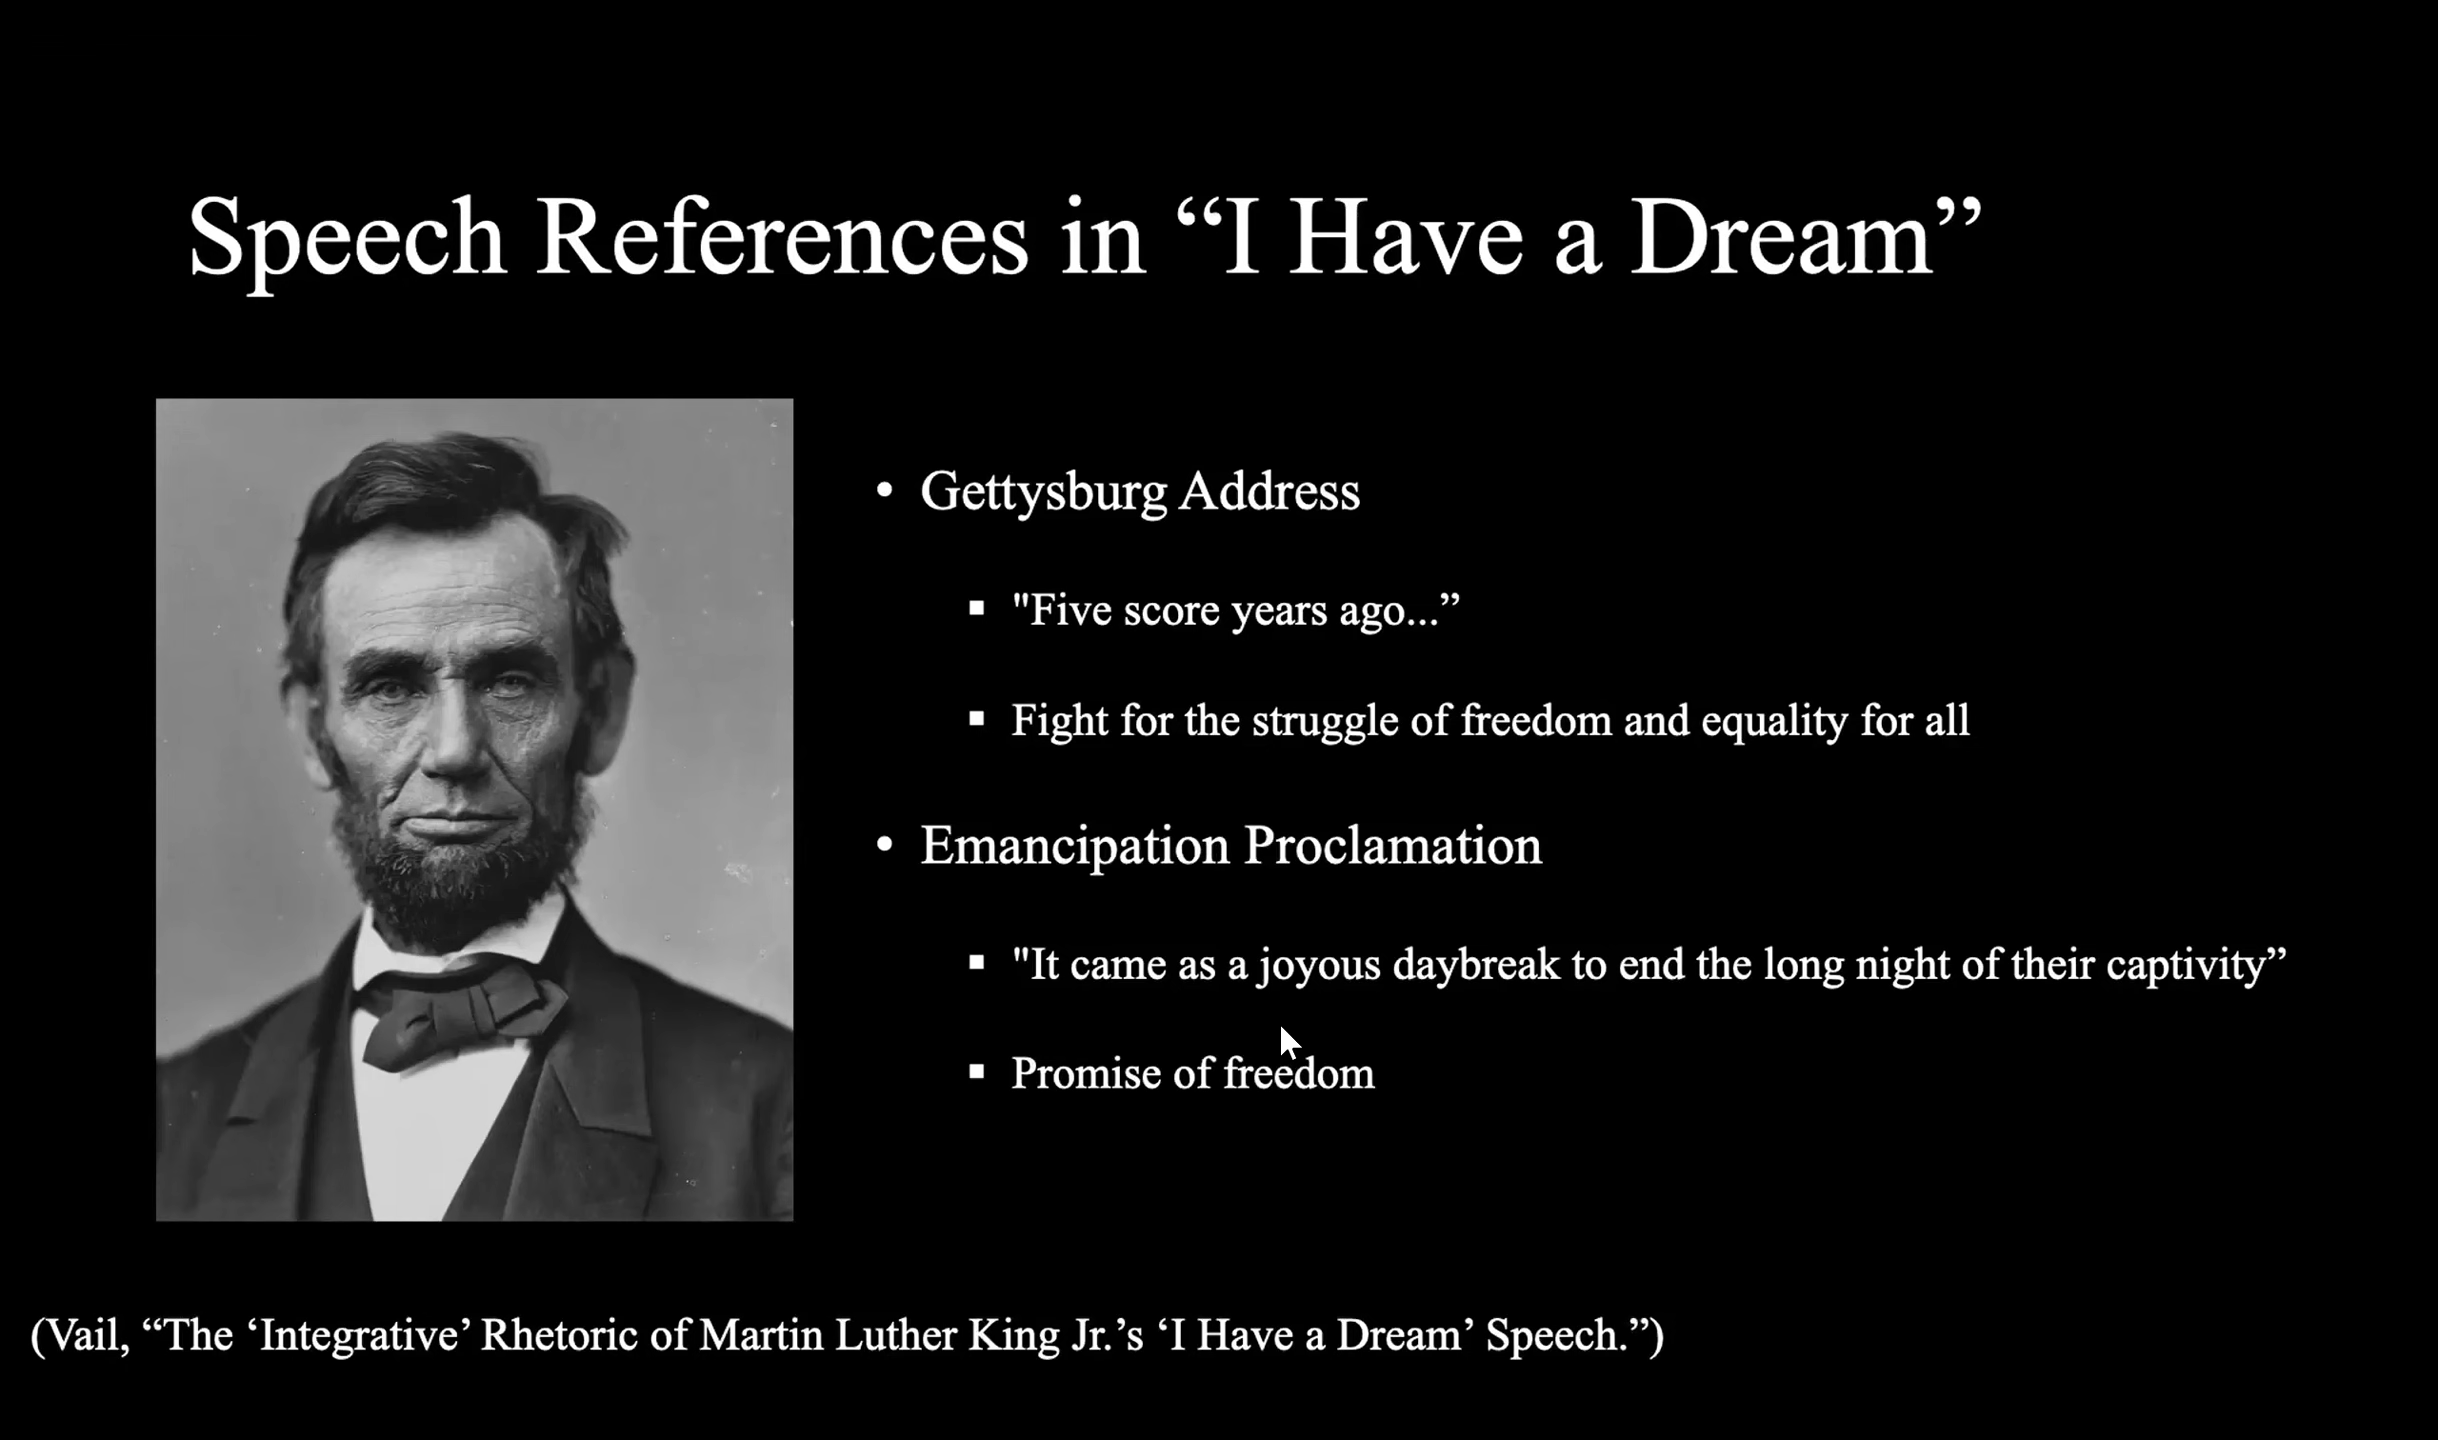 Speech References in “I Have a Dream”
• Gettysburg Address
▪ "Five score years ago...”
▪ Fight for the struggle of freedom and equality for all
• Emancipation Proclamation
▪ "It came as a joyous daybreak to end the long night of their captivity”
▪ Promise of freedom
(Vail, “The ‘Integrative’ Rhetoric of Martin Luther King Jr.’s ‘I Have a Dream’ Speech.”)